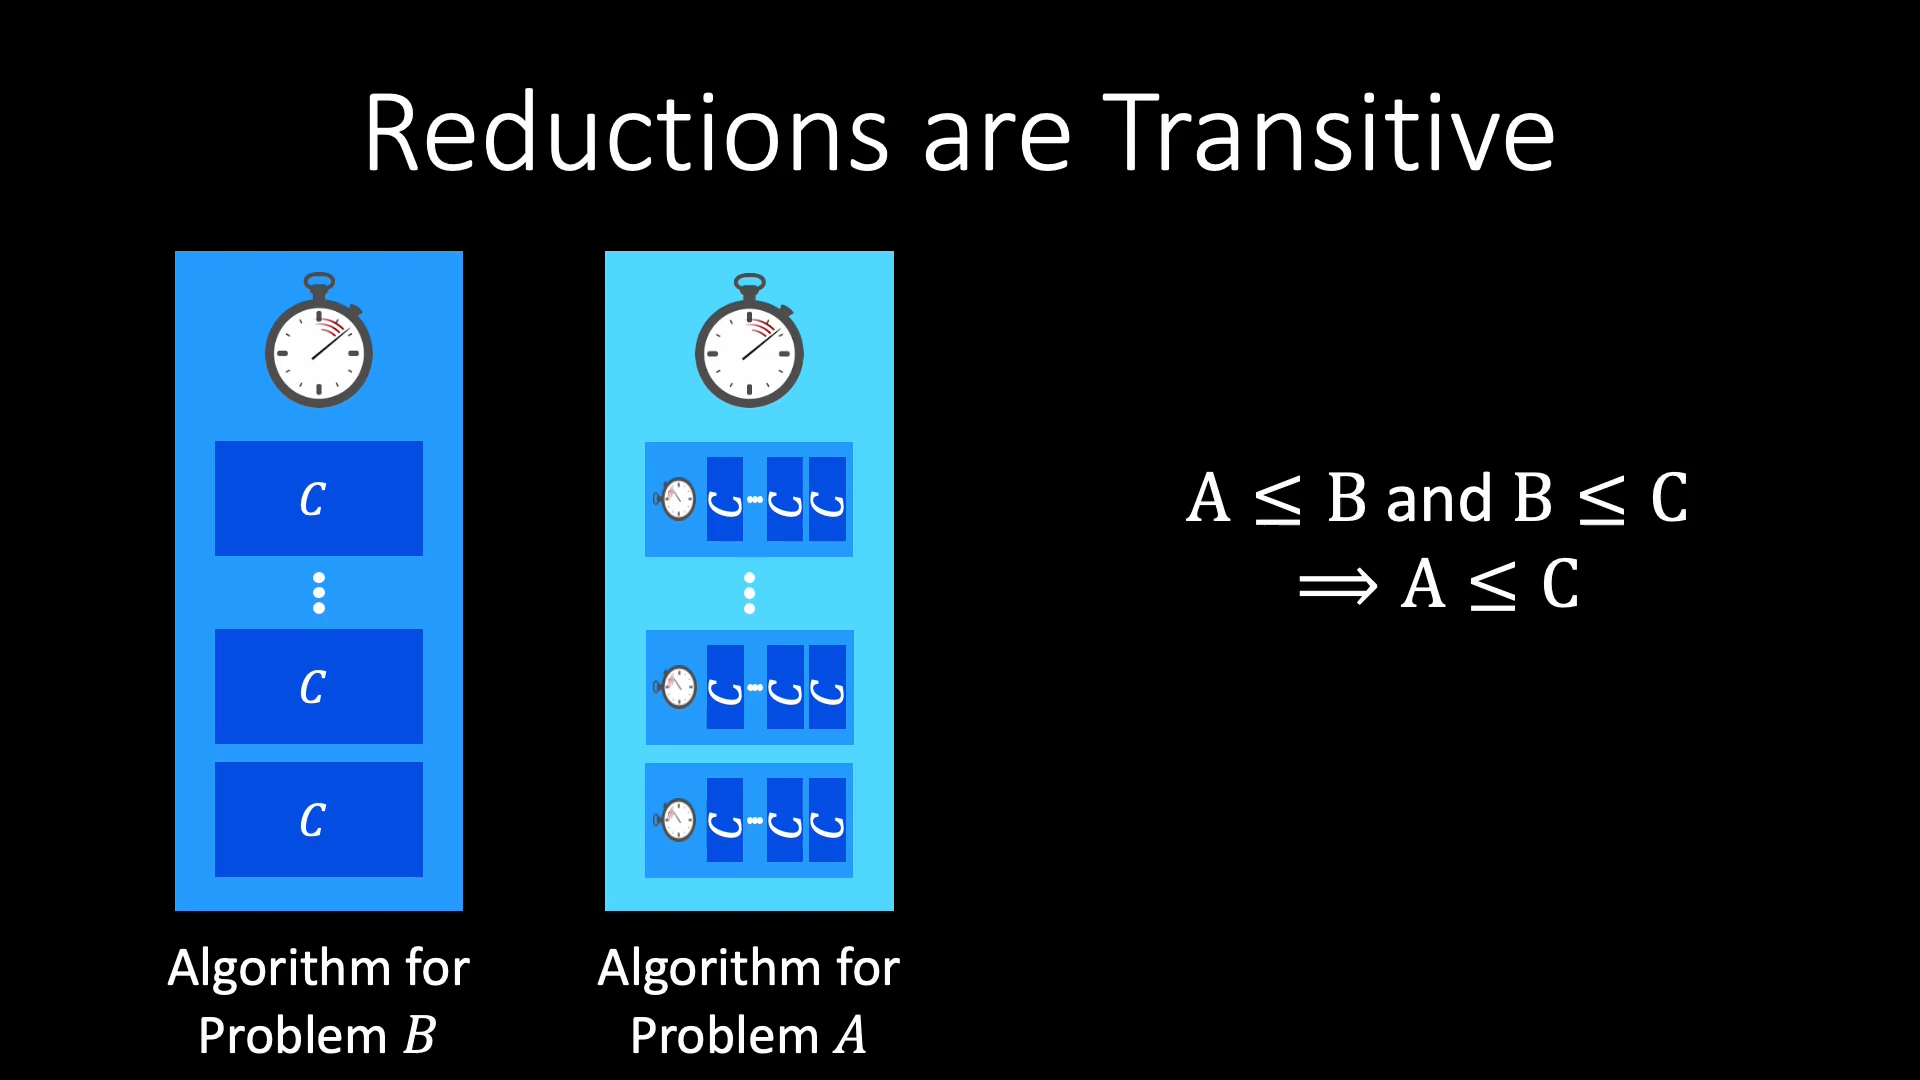 Reductions are Transitive
C
C
C
C C C
C C C
C C C
A ≤ B and B ≤ C
⟹ A ≤ C
Algorithm for
Problem B
Algorithm for
Problem A